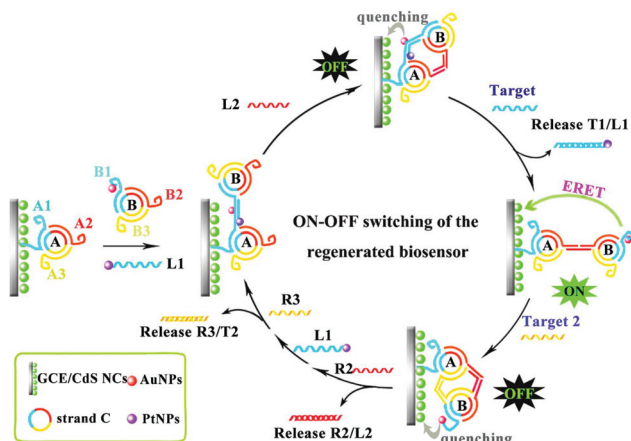 quenching
B
A
OFF
Target
Release T1/L1
L2
B1
B2
B
B3
A1
A2
A
A3
L1
B
A
ON-OFF switching of the
regenerated biosensor
ERET
A
B
ON
Target 2
R3
Release R3/T2
L1
R2
Release R2/L2
A
B
OFF
quenching
GCE/CdS NCs
AuNPs
strand C
PtNPs